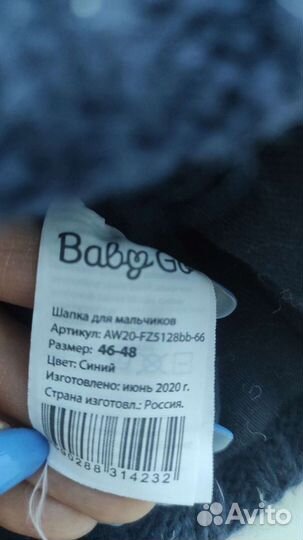 Baby Go
Шапка для мальчиков
Артикул: AW20-FZ5128bb-66
Размер: 46-48
Цвет: Синий
Изготовлено: июнь 2020 г.
Страна изготовл.: Россия.
314232
Avito